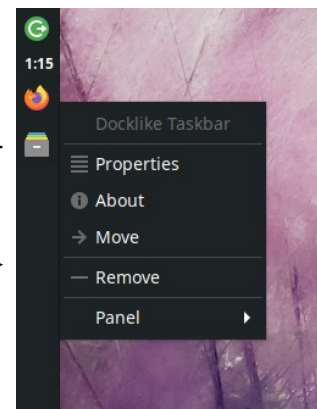 1:15
Docklike Taskbar
Properties
About
Move
Remove
Panel